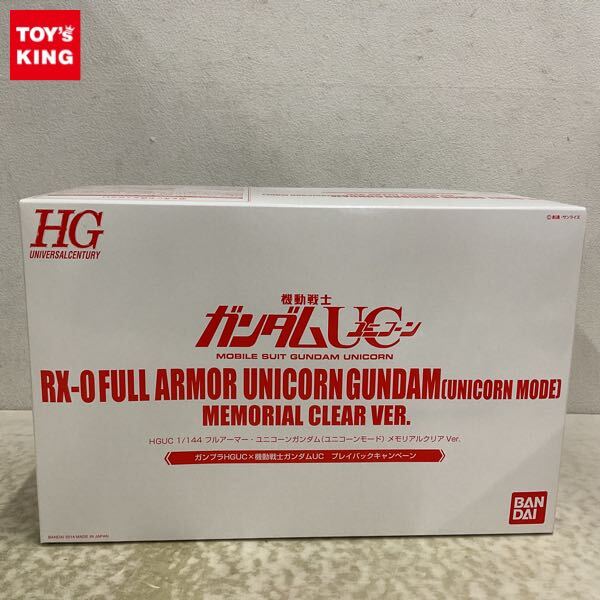 TOY's
KING
HG
UNIVERSAL CENTURY
©創通・サンライズ
機動戦士
ガンダムUC
ユニコーン
MOBILE SUIT GUNDAM UNICORN
RX-0 FULL ARMOR UNICORN GUNDAM(UNICORN MODE)
MEMORIAL CLEAR VER.
HGUC 1/144 フルアーマー・ユニコーンガンダム(ユニコーンモード) メモリアルクリア Ver.
ガンプラHGUC×機動戦士ガンダムUC プレイバックキャンペーン
BAN
DAI
BANDAI 2014 MADE IN JAPAN